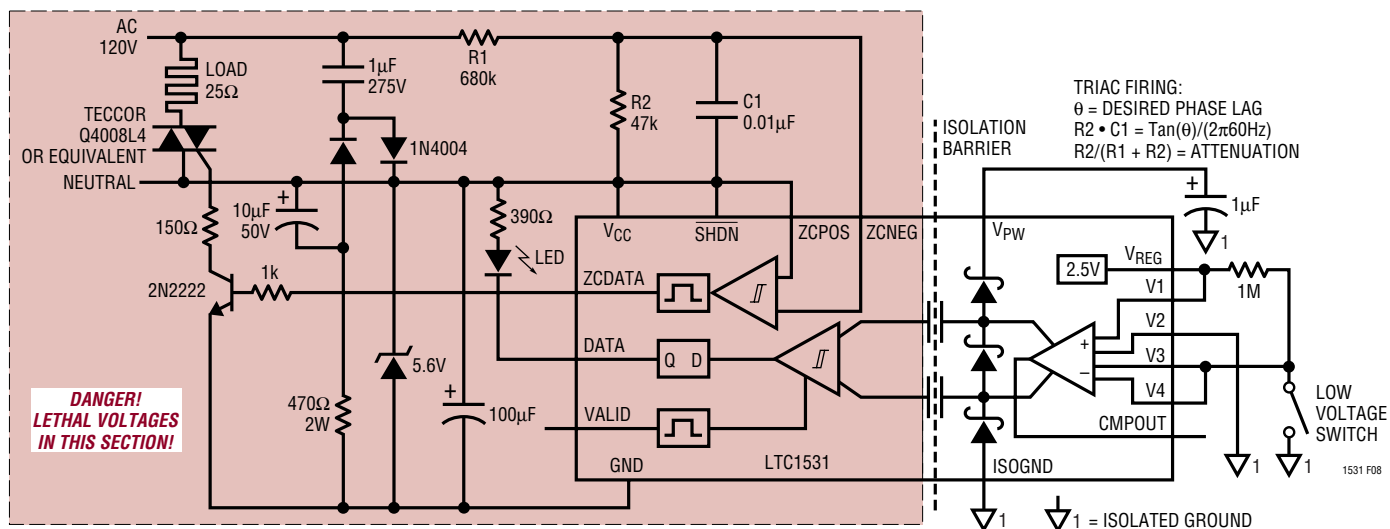 AC
120V
LOAD
25Ω
TECCOR
Q4008L4
OR EQUIVALENT
NEUTRAL
1µF
275V
R1
680k
R2
47k
C1
0.01µF
1N4004
+
10µF
50V
150Ω
1k
2N2222
390Ω
LED
5.6V
470Ω
2W
+
100µF
DANGER!
LETHAL VOLTAGES
IN THIS SECTION!
VCC
SHDN
ZCPOS
ZCNEG
VPW
ZCDATA
DATA
Q D
VALID
GND
LTC1531
ISOGND
ISOLATION
BARRIER
TRIAC FIRING:
θ = DESIRED PHASE LAG
R2 • C1 = Tan(θ)/(2π60Hz)
R2/(R1 + R2) = ATTENUATION
+
1µF
1
2.5V
VREG
V1
1M
V2
+
V3
–
V4
CMPOUT
LOW
VOLTAGE
SWITCH
1
1
1
1 = ISOLATED GROUND
1531 F08